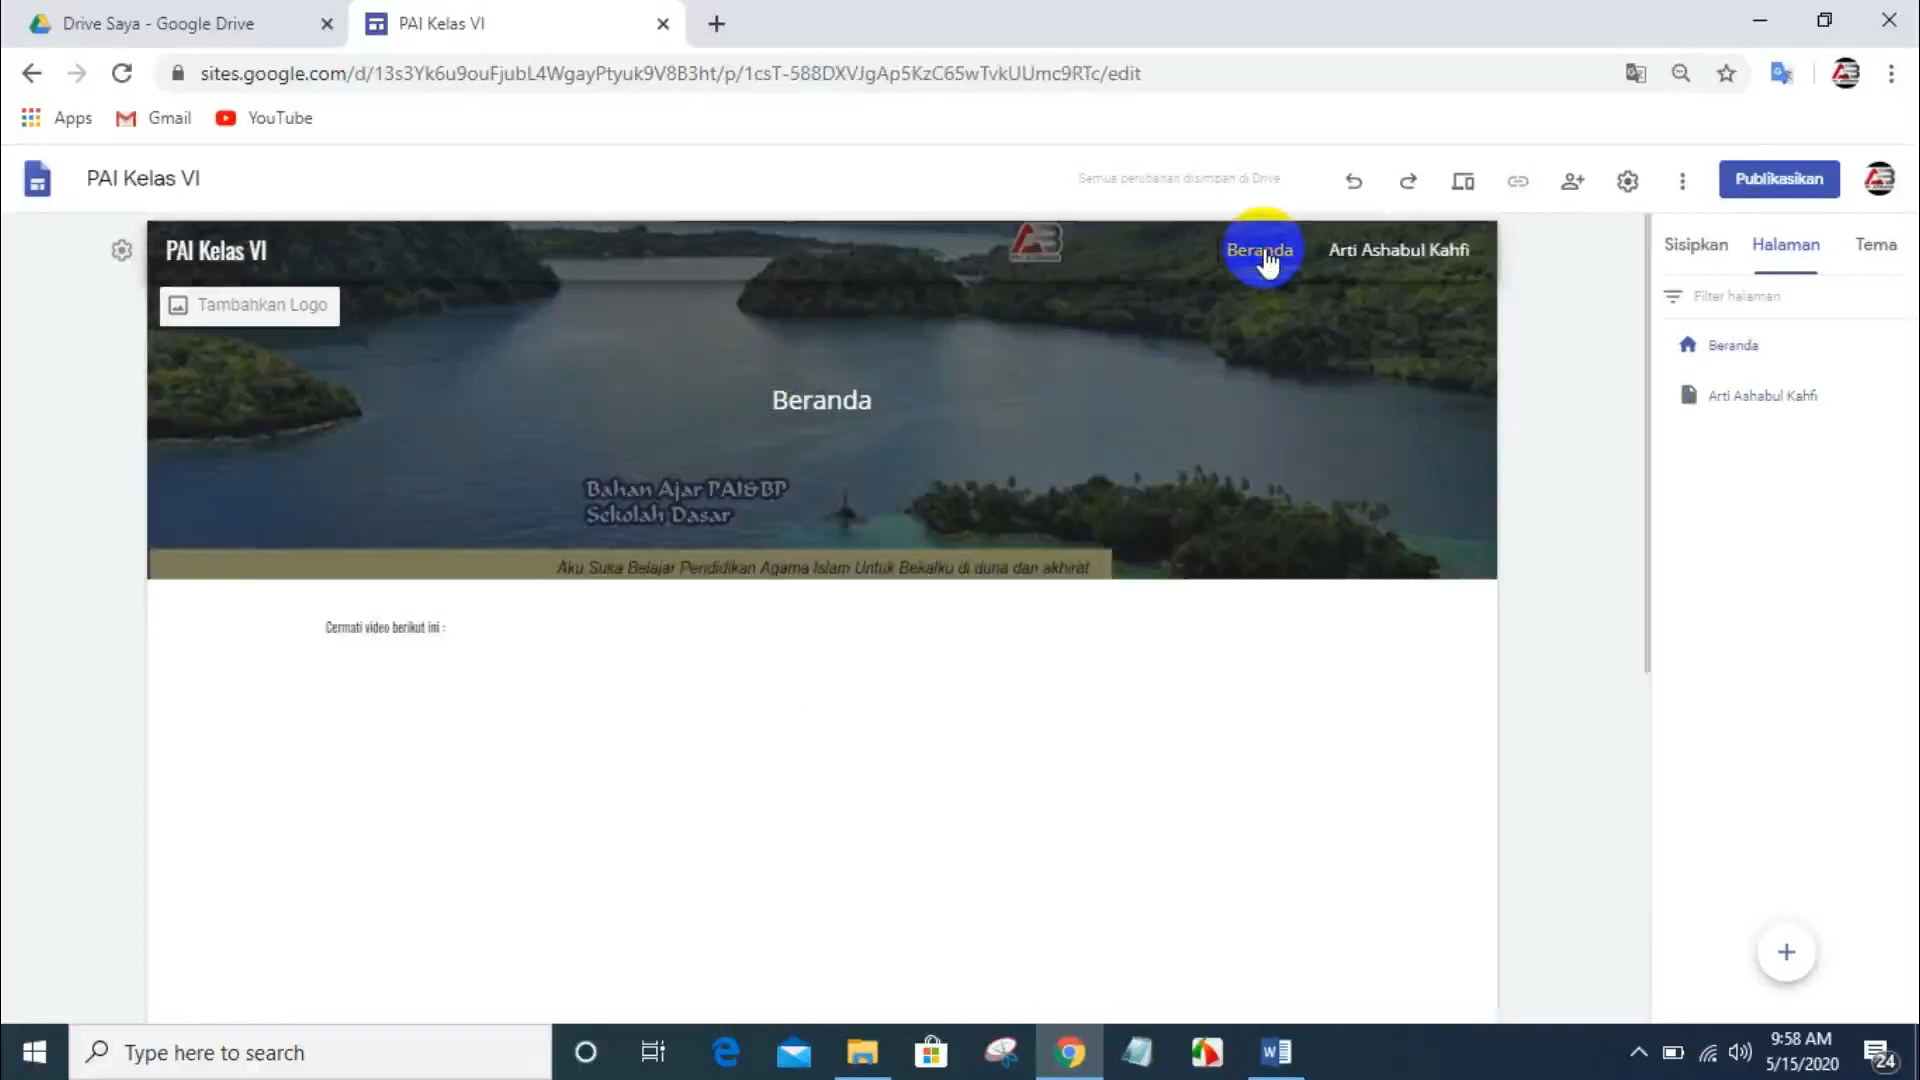 Drive Saya - Google Drive
PAI Kelas VI
sites.google.com/d/13s3Yk6u9ouFjubL4WgayPtyuk9V8B3ht/p/1csT-588DXVJgAp5KzC65wTvkUUmc9RTc/edit
Apps
Gmail
YouTube
PAI Kelas VI
Semua perubahan disimpan di Drive
Publikasikan
PAI Kelas VI
Beranda
Arti Ashabul Kahfi
Tambahkan Logo
Beranda
Bahan Ajar PAI&BP
Sekolah Dasar
Aku Suka Belajar Pendidikan Agama Islam Untuk Bekalku di duna dan akhirat
Cermati video berikut ini :
Sisipkan
Halaman
Tema
Filter halaman
Beranda
Arti Ashabul Kahfi
Type here to search
9:58 AM
5/15/2020
24